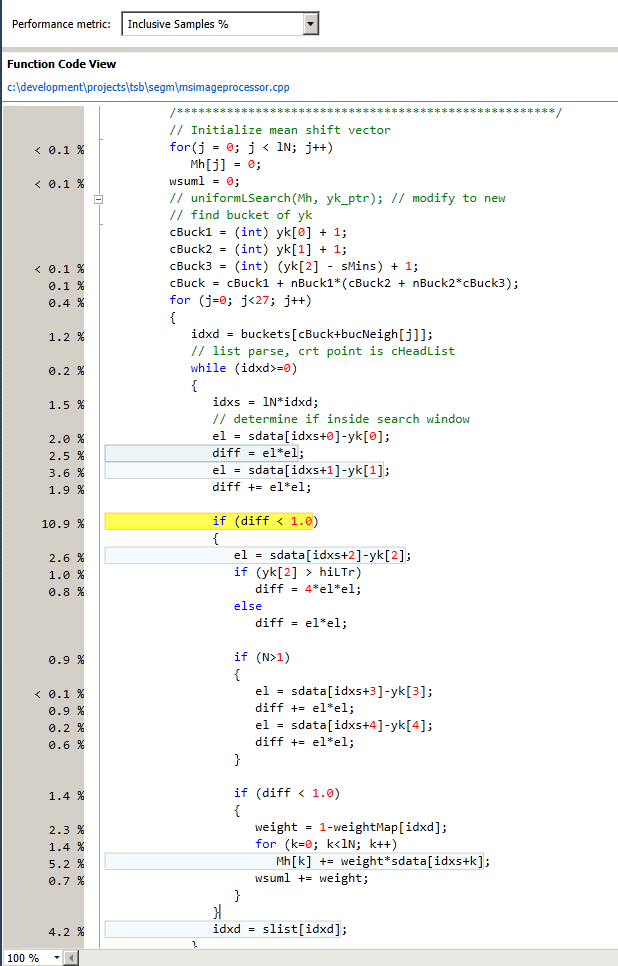 Performance metric: Inclusive Samples %
Function Code View
c:\development\projects\tsb\segm\msimageprocessor.cpp
/*****************************************************/
// Initialize mean shift vector
< 0.1 % for(j = 0; j < lN; j++)
Mh[j] = 0;
< 0.1 % wsuml = 0;
// uniformLSearch(Mh, yk_ptr); // modify to new
// find bucket of yk
cBuck1 = (int) yk[0] + 1;
cBuck2 = (int) yk[1] + 1;
< 0.1 % cBuck3 = (int) (yk[2] - sMins) + 1;
0.1 % cBuck = cBuck1 + nBuck1*(cBuck2 + nBuck2*cBuck3);
0.4 % for (j=0; j<27; j++)
{
1.2 % idxd = buckets[cBuck+bucNeigh[j]];
// list parse, crt point is cHeadList
0.2 % while (idxd>=0)
{
1.5 % idxs = lN*idxd;
// determine if inside search window
2.0 % el = sdata[idxs+0]-yk[0];
2.5 % diff = el*el;
3.6 % el = sdata[idxs+1]-yk[1];
1.9 % diff += el*el;
10.9 % if (diff < 1.0)
{
2.6 % el = sdata[idxs+2]-yk[2];
1.0 % if (yk[2] > hiLTr)
0.8 % diff = 4*el*el;
else
diff = el*el;
0.9 % if (N>1)
{
< 0.1 % el = sdata[idxs+3]-yk[3];
0.9 % diff += el*el;
0.2 % el = sdata[idxs+4]-yk[4];
0.6 % diff += el*el;
}
1.4 % if (diff < 1.0)
{
2.3 % weight = 1-weightMap[idxd];
1.4 % for (k=0; k<lN; k++)
5.2 % Mh[k] += weight*sdata[idxs+k];
0.7 % wsuml += weight;
}
}
4.2 % idxd = slist[idxd];
}
100 %